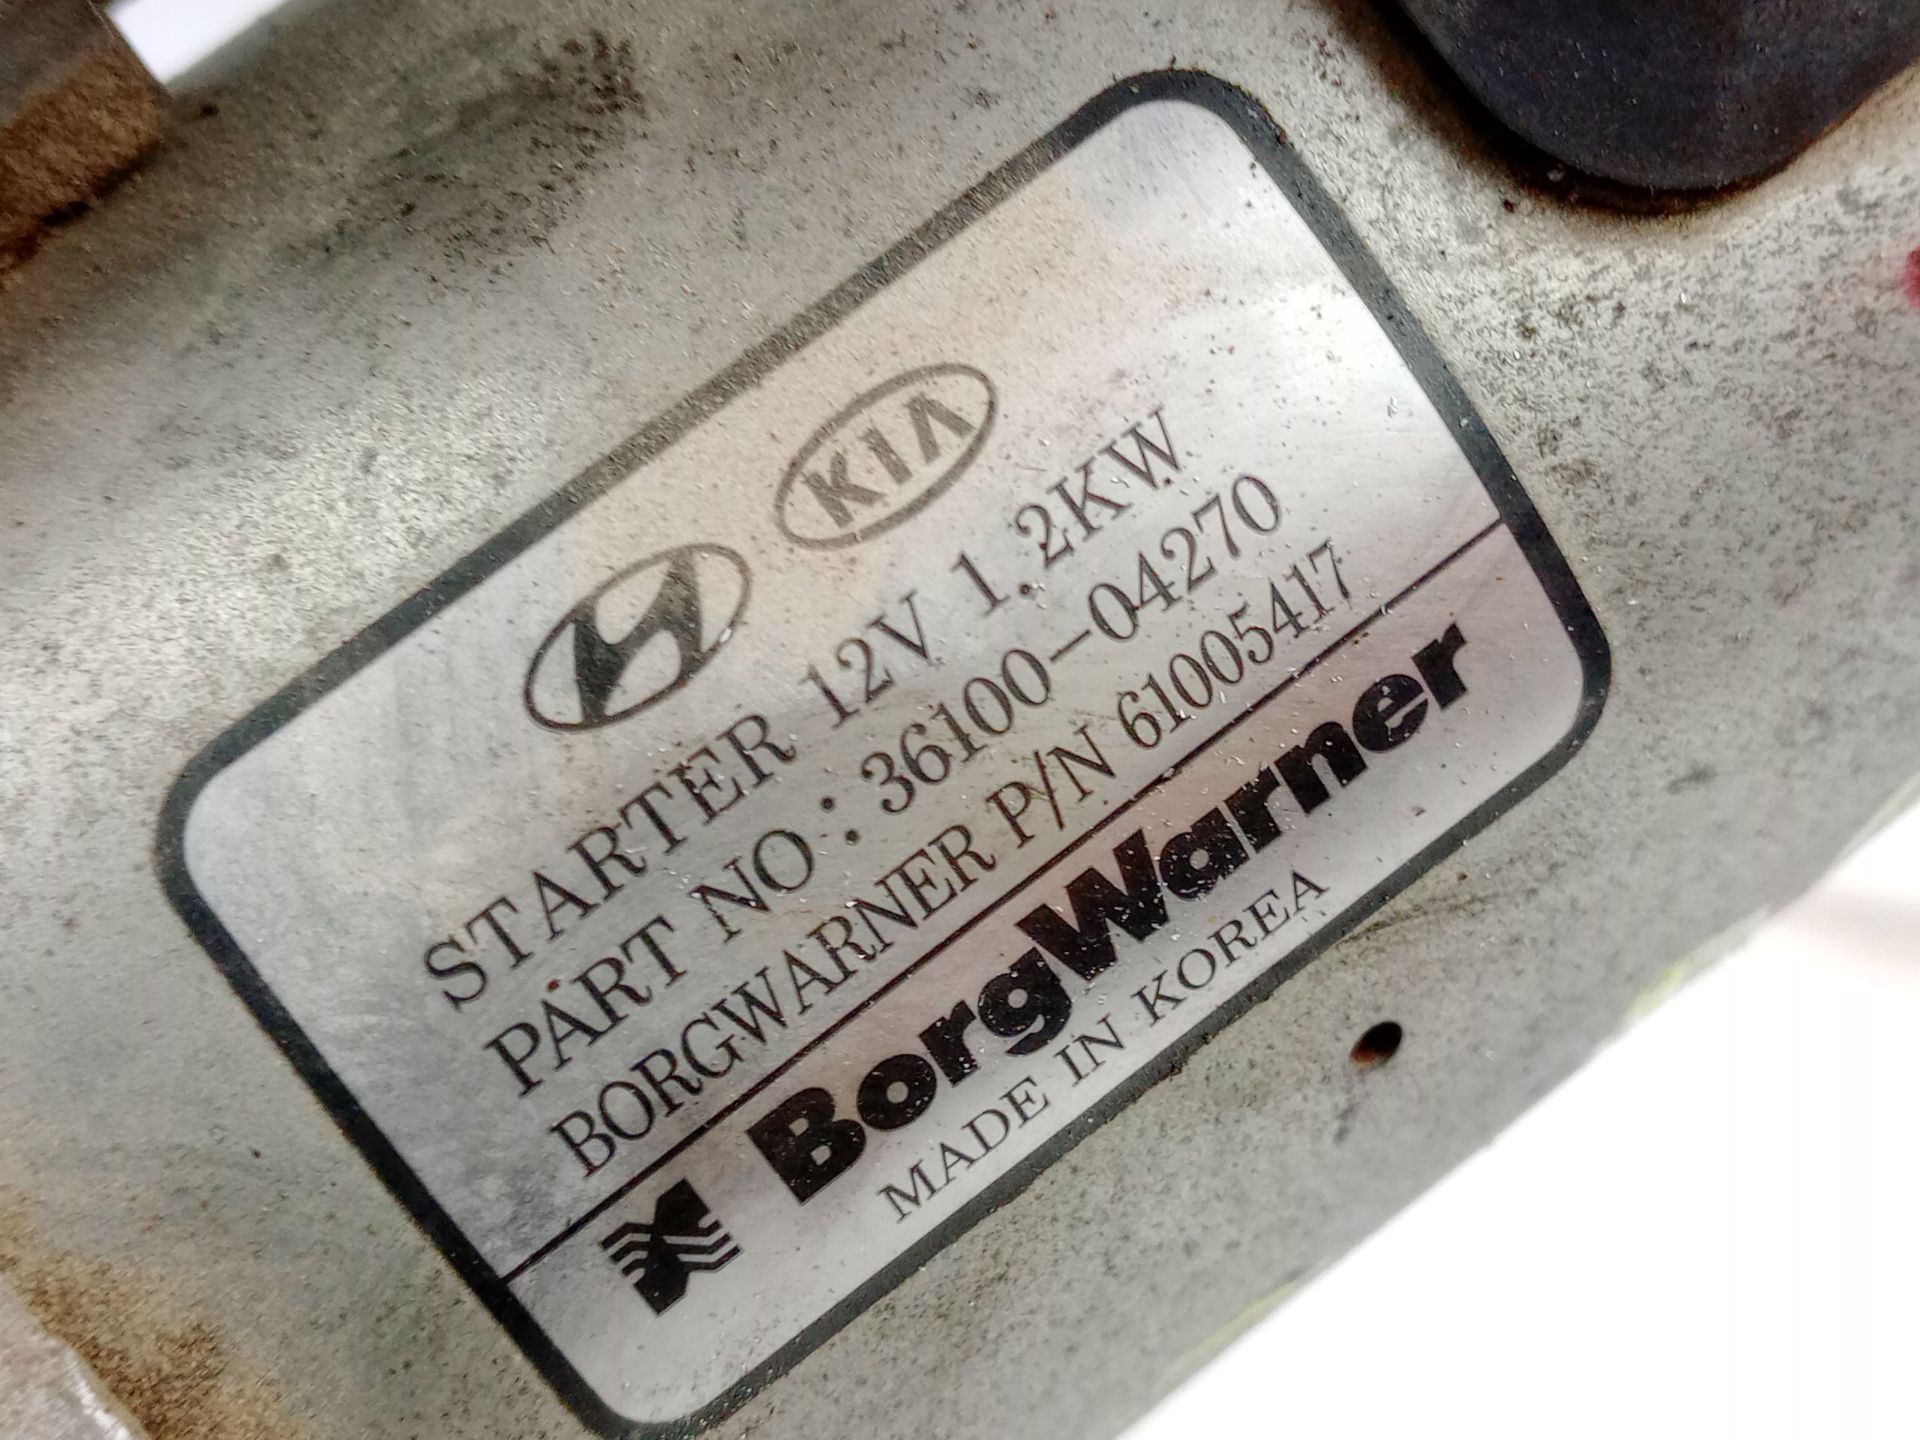 KIA
STARTER 12V 1.2KW
PART NO : 36100-04270
BORGWARNER P/N 61005417
BorgWarner
MADE IN KOREA